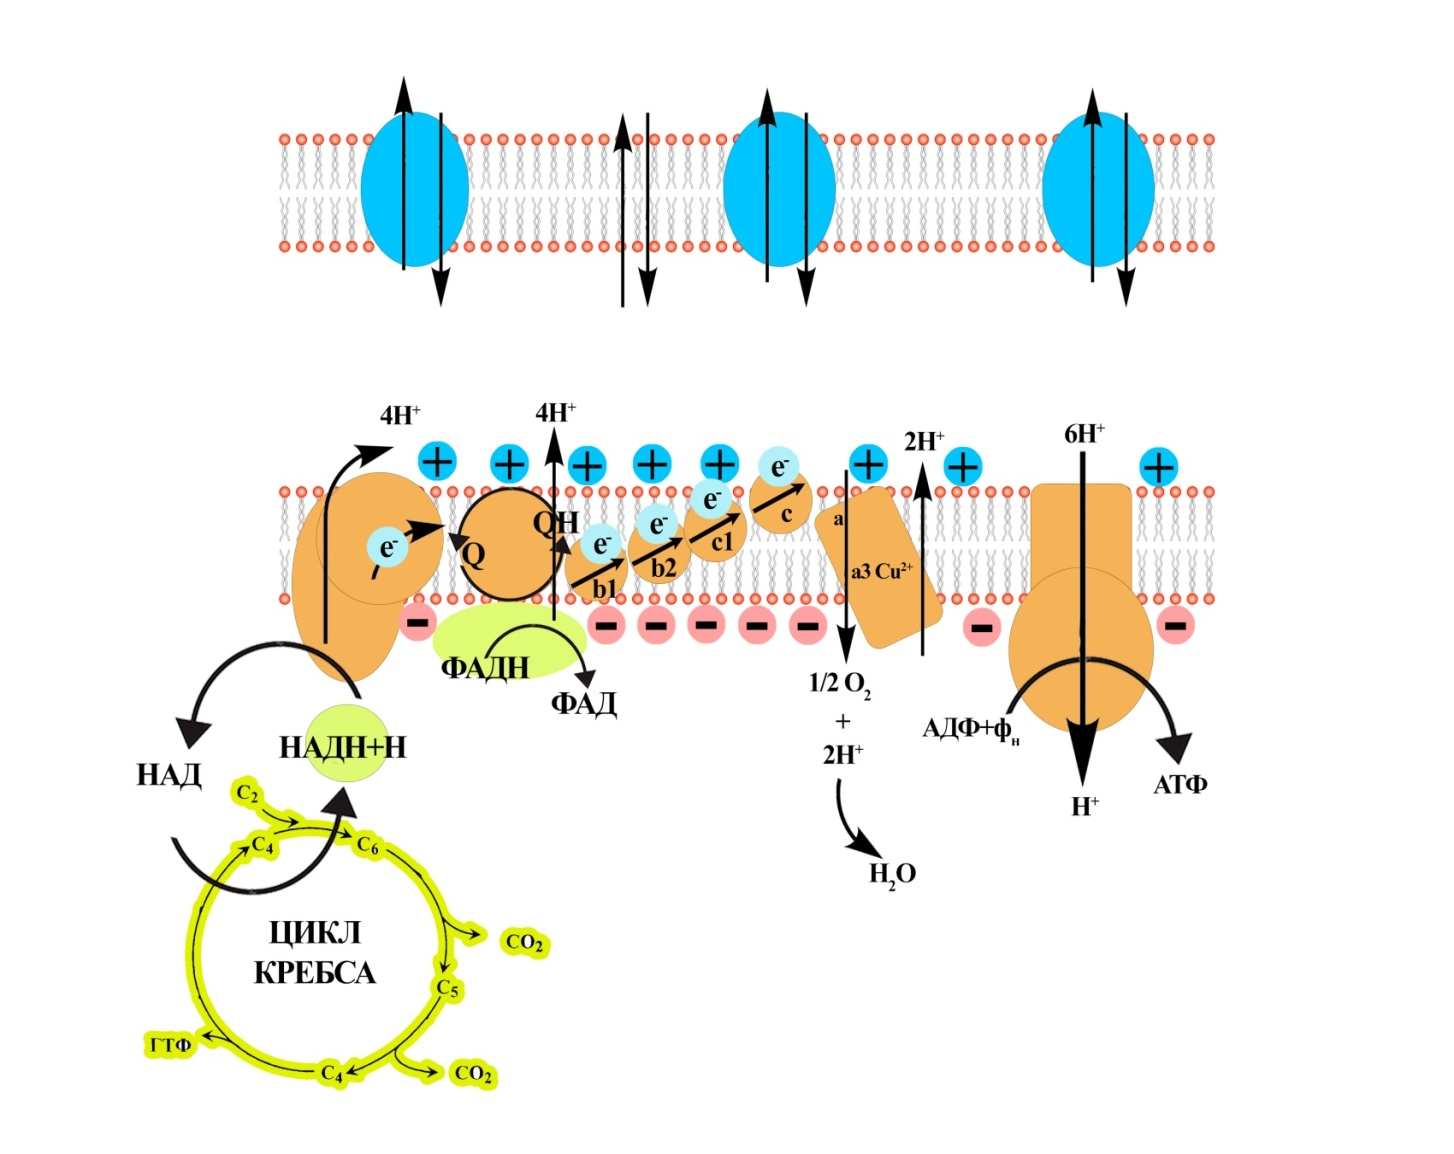 4H⁺
4H⁺
2H⁺
6H⁺
+
+
+
+
+
+
+
+
e⁻
e⁻
e⁻
e⁻
e⁻
Q
QH
b1
b2
c1
c
a
a3 Cu²⁺
-
-
-
-
-
-
-
-
ФАДН
ФАД
НАДН+Н
НАД
1/2 O₂
+
2H⁺
H₂O
АДФ+фн
АТФ
H⁺
C₂
C₄
C₆
ЦИКЛ
КРЕБСА
CO₂
C₅
ГТФ
C₄
CO₂